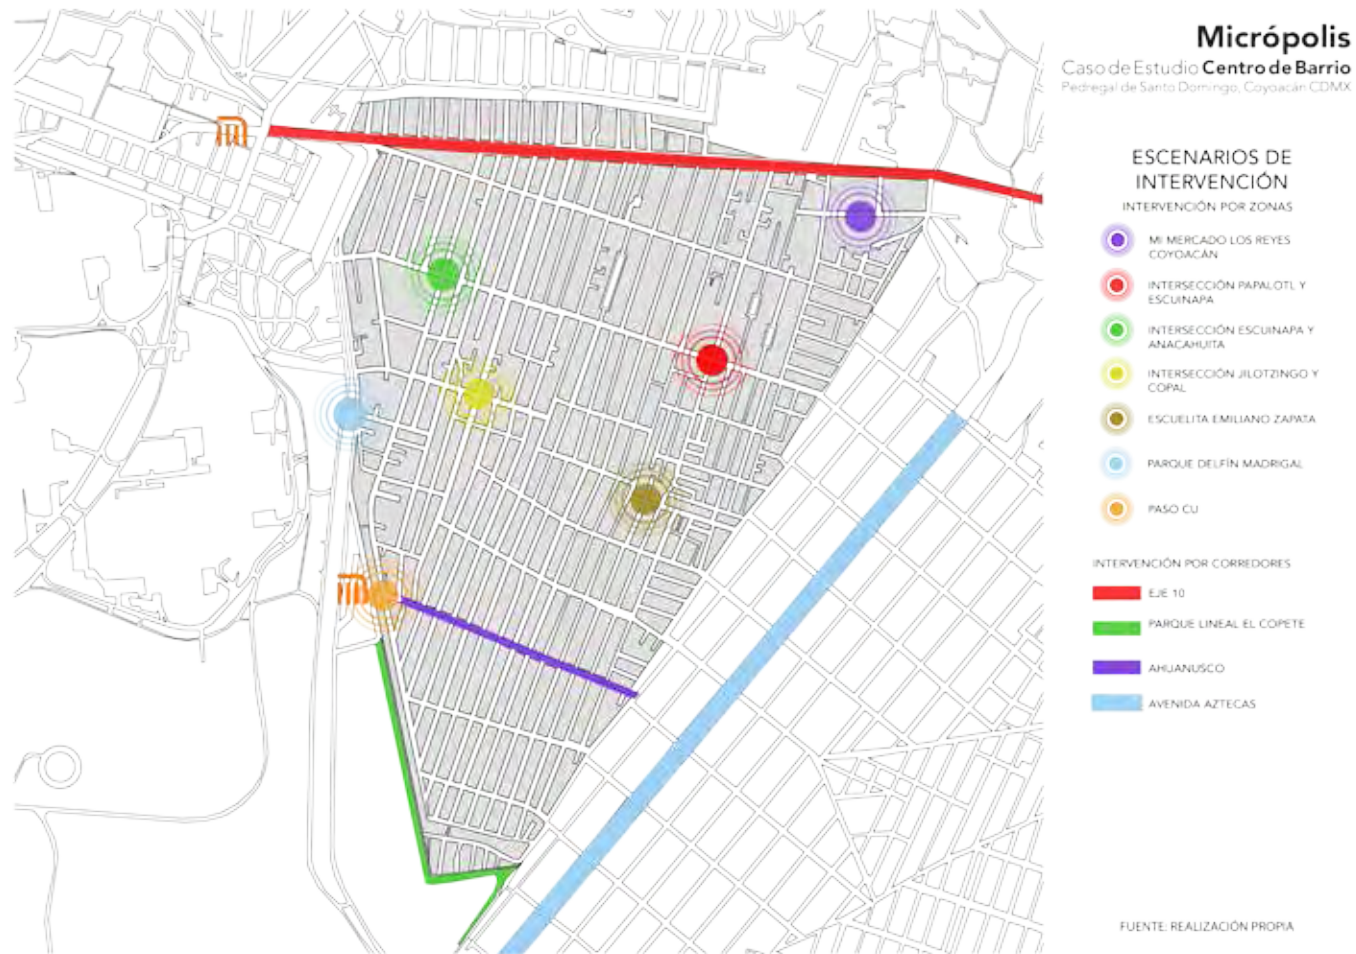 Micrópolis
Caso de Estudio Centro de Barrio
Pedregal de Santo Domingo, Coyoacán CDMX
ESCENARIOS DE
INTERVENCIÓN
INTERVENCIÓN POR ZONAS
MI MERCADO LOS REYES
COYOACÁN
INTERSECCIÓN PAPALOTL Y
ESCUINAPA
INTERSECCIÓN ESCUINAPA Y
ANACAHUITA
INTERSECCIÓN JILOTZINGO Y
COPAL
ESCUELITA EMILIANO ZAPATA
PARQUE DELFÍN MADRIGAL
PASO CU
INTERVENCIÓN POR CORREDORES
EJE 10
PARQUE LINEAL EL COPETE
AHUANUSCO
AVENIDA AZTECAS
FUENTE: REALIZACIÓN PROPIA